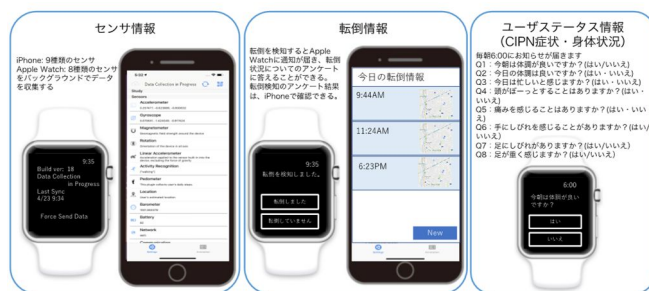 センサ情報
iPhone: 9種類のセンサ
Apple Watch: 8種類のセンサ
をバックグラウンドでデータ
を収集する
9:35
Build ver: 18
Data Collection
in Progress
Last Sync
4/23 9:34
Force Send Data
Data Collection in Progress
Study
Sensors
Accelerometer
Gyroscope
Magnetometer
Rotation
Linear Accelerometer
Activity Recognition
Pedometer
Location
Barometer
Battery
Network
転倒情報
転倒を検知するとApple
Watchに通知が届き、転倒
状況についてのアンケート
に答えることができる。
転倒検知のアンケート結果
は、iPhoneで確認できる。
9:35
転倒を検知しました。
転倒しました
転倒していません
今日の転倒情報
9:44AM
11:24AM
6:23PM
New
ユーザステータス情報
(CIPN症状・身体状況)
毎朝6:00にお知らせが届きます
Q1：今朝は体調が良いですか？(はい/いいえ)
Q2：今日の体調は良いですか？(はい・いいえ)
Q3：今日は忙しいと感じますか？(はい・いいえ)
Q4：頭がぼーっとすることはありますか？(はい・
いいえ)
Q5：痛みを感じることはありますか？(はい・いい
え)
Q6：手にしびれを感じることがありますか？(はい/
いいえ)
Q7：足にしびれがありますか？(はい/いいえ)
Q8：足が重く感じますか？(はい/いいえ)
6:00
今朝は体調が良い
ですか？
はい
いいえ